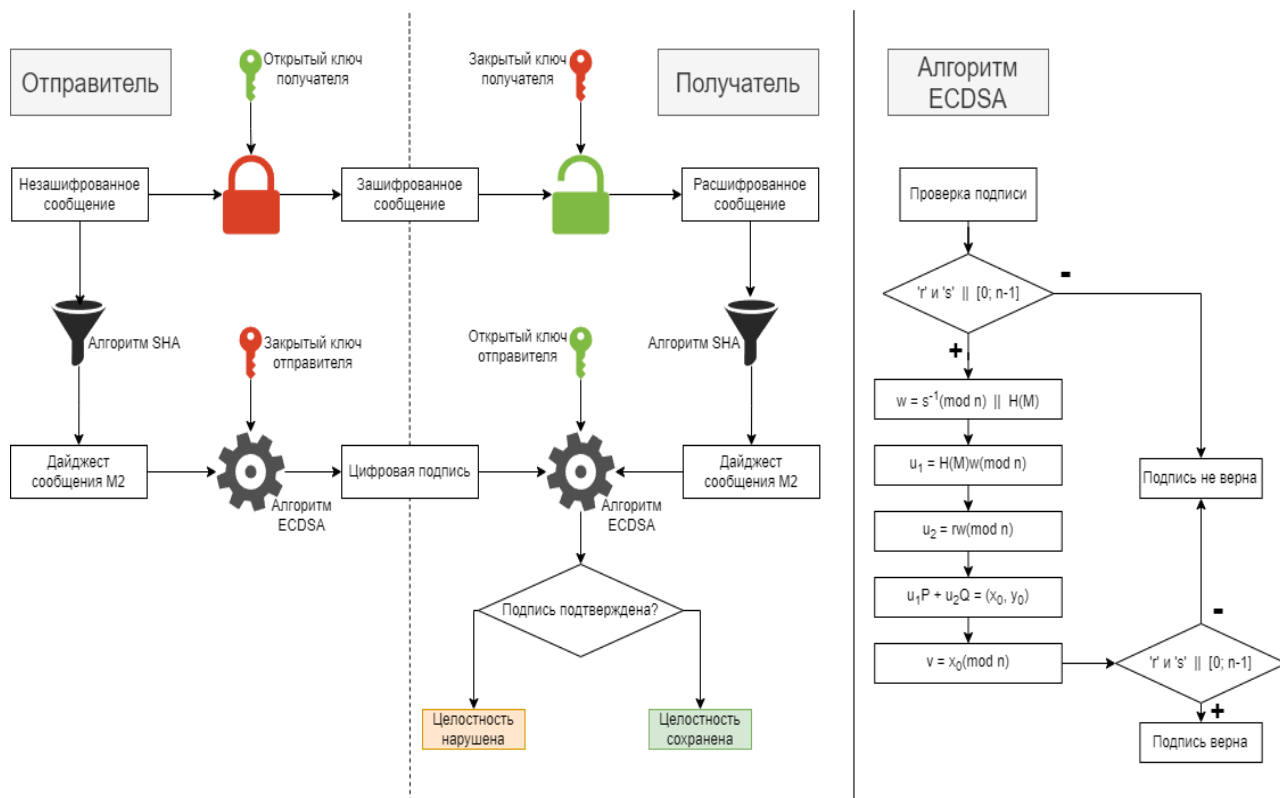 Отправитель
Открытый ключ
получателя
Закрытый ключ
получателя
Получатель
Незашифрованное
сообщение
Зашифрованное
сообщение
Расшифрованное
сообщение
Алгоритм SHA
Закрытый ключ
отправителя
Открытый ключ
отправителя
Алгоритм SHA
Дайджест
сообщения M2
Цифровая подпись
Дайджест
сообщения M2
Алгоритм
ECDSA
Алгоритм
ECDSA
Подпись подтверждена?
Целостность
нарушена
Целостность
сохранена
Алгоритм
ECDSA
Проверка подписи
'r' и 's' || [0; n-1]
-
+
w = s⁻¹(mod n) || H(M)
u₁ = H(M)w(mod n)
u₂ = rw(mod n)
u₁P + u₂Q = (x₀, y₀)
v = x₀(mod n)
Подпись не верна
-
'r' и 's' || [0; n-1]
+
Подпись верна